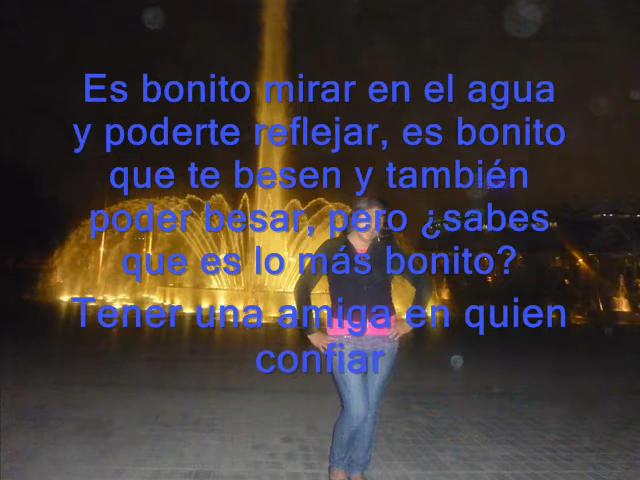 Es bonito mirar en el agua
y poderte reflejar, es bonito
que te besen y también
poder besar, pero ¿sabes
que es lo más bonito?
Tener una amiga en quien
confiar